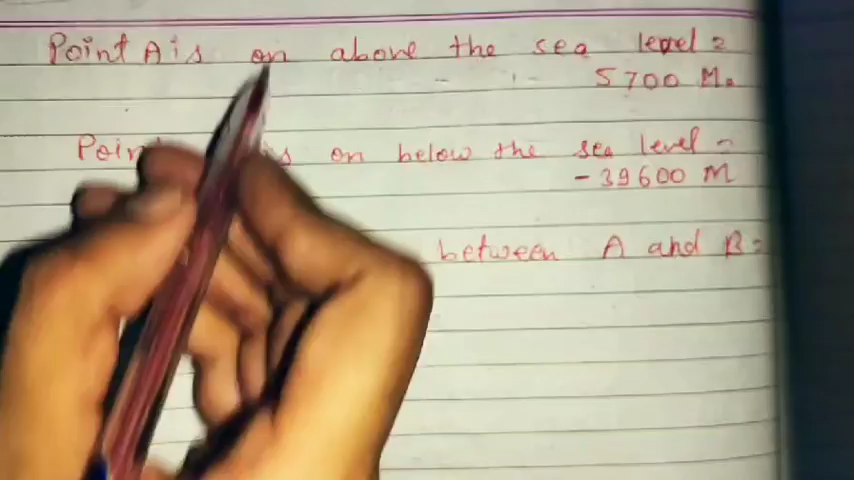 Point A is on above the sea level =
5700 M.
on below the sea level =
- 39600 M
between A and B =